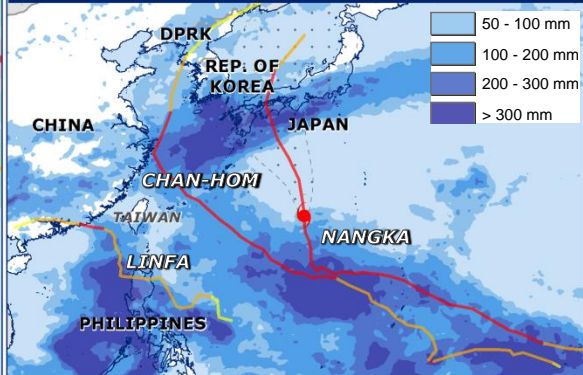 50 - 100 mm
100 - 200 mm
200 - 300 mm
> 300 mm
DPRK
REP. OF
KOREA
JAPAN
CHINA
CHAN-HOM
TAIWAN
NANGKA
LINFA
PHILIPPINES